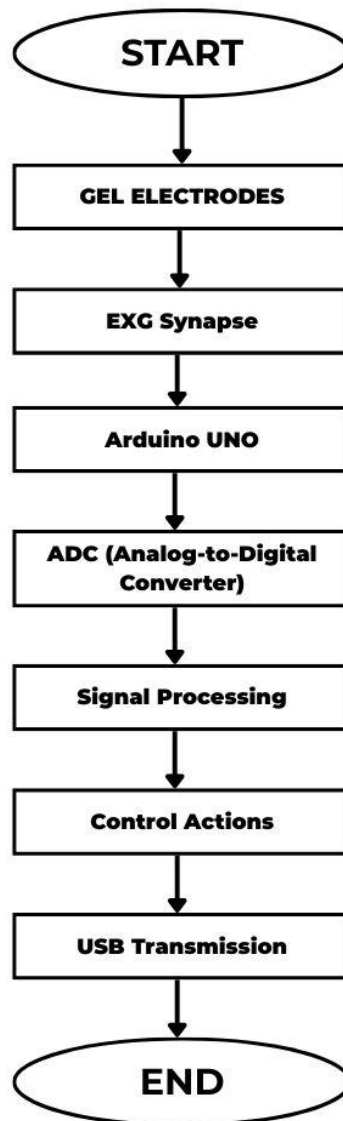 START
GEL ELECTRODES
EXG Synapse
Arduino UNO
ADC (Analog-to-Digital
Converter)
Signal Processing
Control Actions
USB Transmission
END